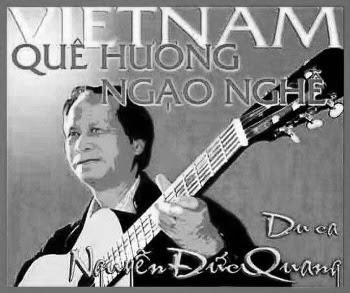 VIETNAM
QUÊ HƯƠNG
NGẠO NGHỄ
Du ca
Nguyễn Đức Quang